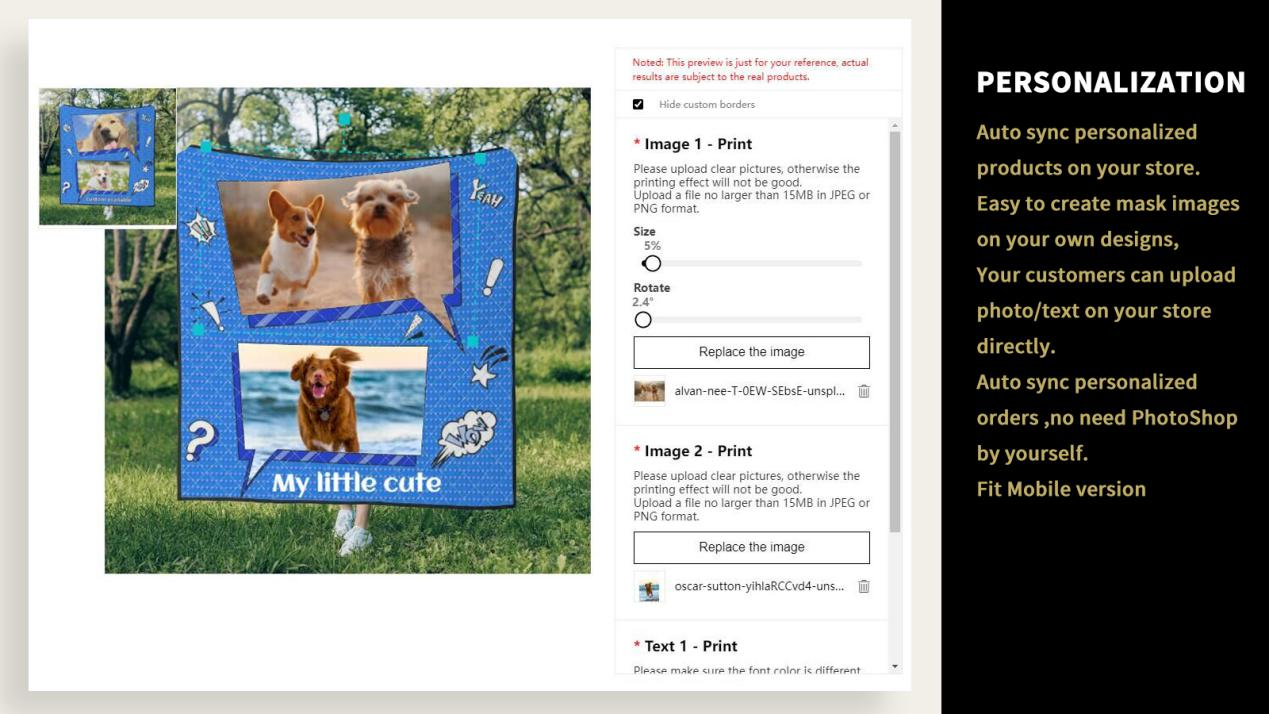 Noted: This preview is just for your reference, actual
results are subject to the real products.
Hide custom borders
* Image 1 - Print
Please upload clear pictures, otherwise the
printing effect will not be good.
Upload a file no larger than 15MB in JPEG or
PNG format.
Size
5%
Rotate
2.4°
Replace the image
alvan-nee-T-0EW-SEbsE-unspl...
* Image 2 - Print
Please upload clear pictures, otherwise the
printing effect will not be good.
Upload a file no larger than 15MB in JPEG or
PNG format.
Replace the image
oscar-sutton-yihlaRCCvd4-uns...
* Text 1 - Print
Please make sure the font color is different
YEAH
!
?
WOW
My little cute
PERSONALIZATION
Auto sync personalized
products on your store.
Easy to create mask images
on your own designs,
Your customers can upload
photo/text on your store
directly.
Auto sync personalized
orders ,no need PhotoShop
by yourself.
Fit Mobile version